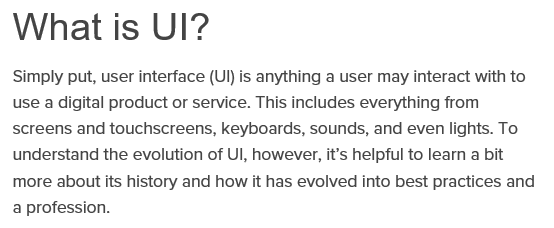 What is UI?
Simply put, user interface (UI) is anything a user may interact with to
use a digital product or service. This includes everything from
screens and touchscreens, keyboards, sounds, and even lights. To
understand the evolution of UI, however, it’s helpful to learn a bit
more about its history and how it has evolved into best practices and
a profession.